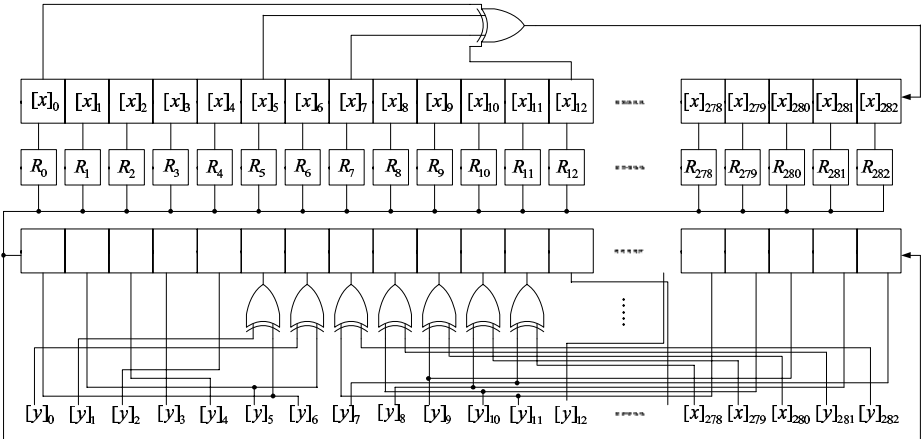 [x]₀ [x]₁ [x]₂ [x]₃ [x]₄ [x]₅ [x]₆ [x]₇ [x]₈ [x]₉ [x]₁₀ [x]₁₁ [x]₁₂ ...... [x]₂₇₈ [x]₂₇₉ [x]₂₈₀ [x]₂₈₁ [x]₂₈₂
R₀ R₁ R₂ R₃ R₄ R₅ R₆ R₇ R₈ R₉ R₁₀ R₁₁ R₁₂ ...... R₂₇₈ R₂₇₉ R₂₈₀ R₂₈₁ R₂₈₂
[y]₀ [y]₁ [y]₂ [y]₃ [y]₄ [y]₅ [y]₆ [y]₇ [y]₈ [y]₉ [y]₁₀ [y]₁₁ [y]₁₂ ...... [x]₂₇₈ [x]₂₇₉ [x]₂₈₀ [y]₂₈₁ [y]₂₈₂